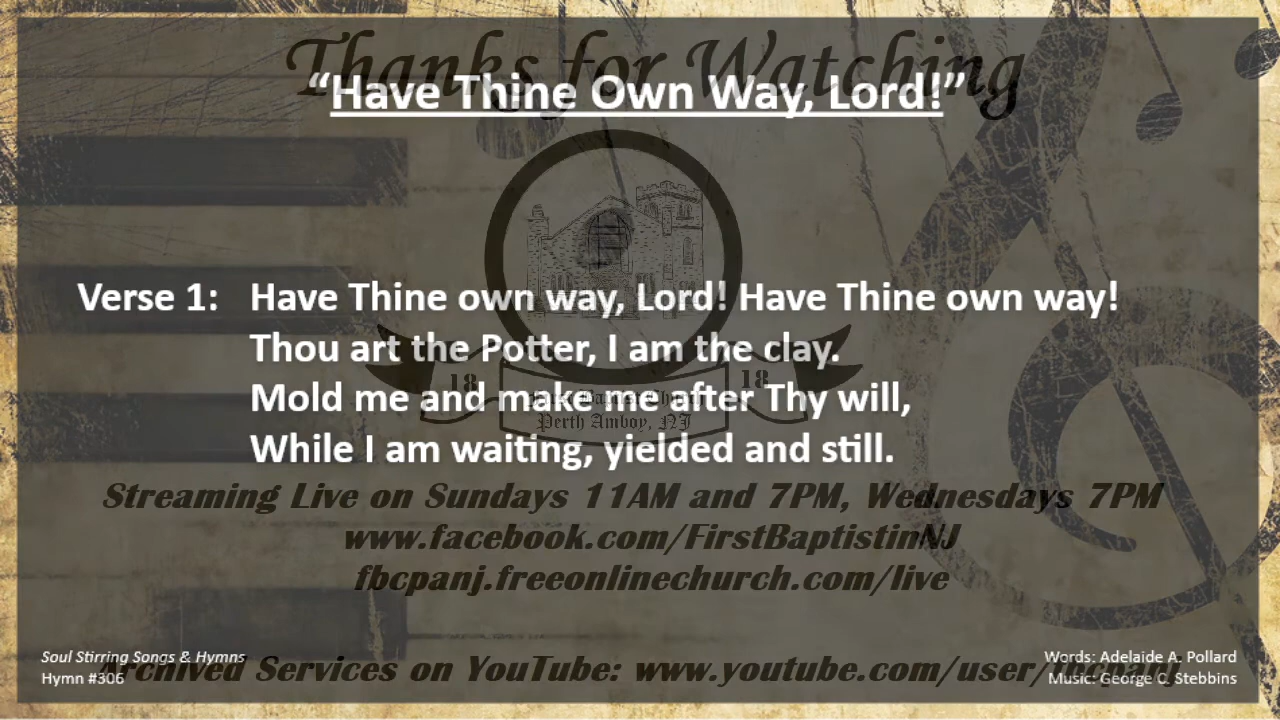 Thanks for Watching
“Have Thine Own Way, Lord!”
Verse 1: Have Thine own way, Lord! Have Thine own way!
Thou art the Potter, I am the clay.
18 18
Mold me and make me after Thy will,
Perth Amboy, NJ
While I am waiting, yielded and still.
Streaming Live on Sundays 11AM and 7PM, Wednesdays 7PM
www.facebook.com/FirstBaptistinNJ
fbcpanj.freeonlinechurch.com/live
Soul Stirring Songs & Hymns
Hymn #306
Archived Services on YouTube: www.youtube.com/user/
Words: Adelaide A. Pollard
Music: George C. Stebbins